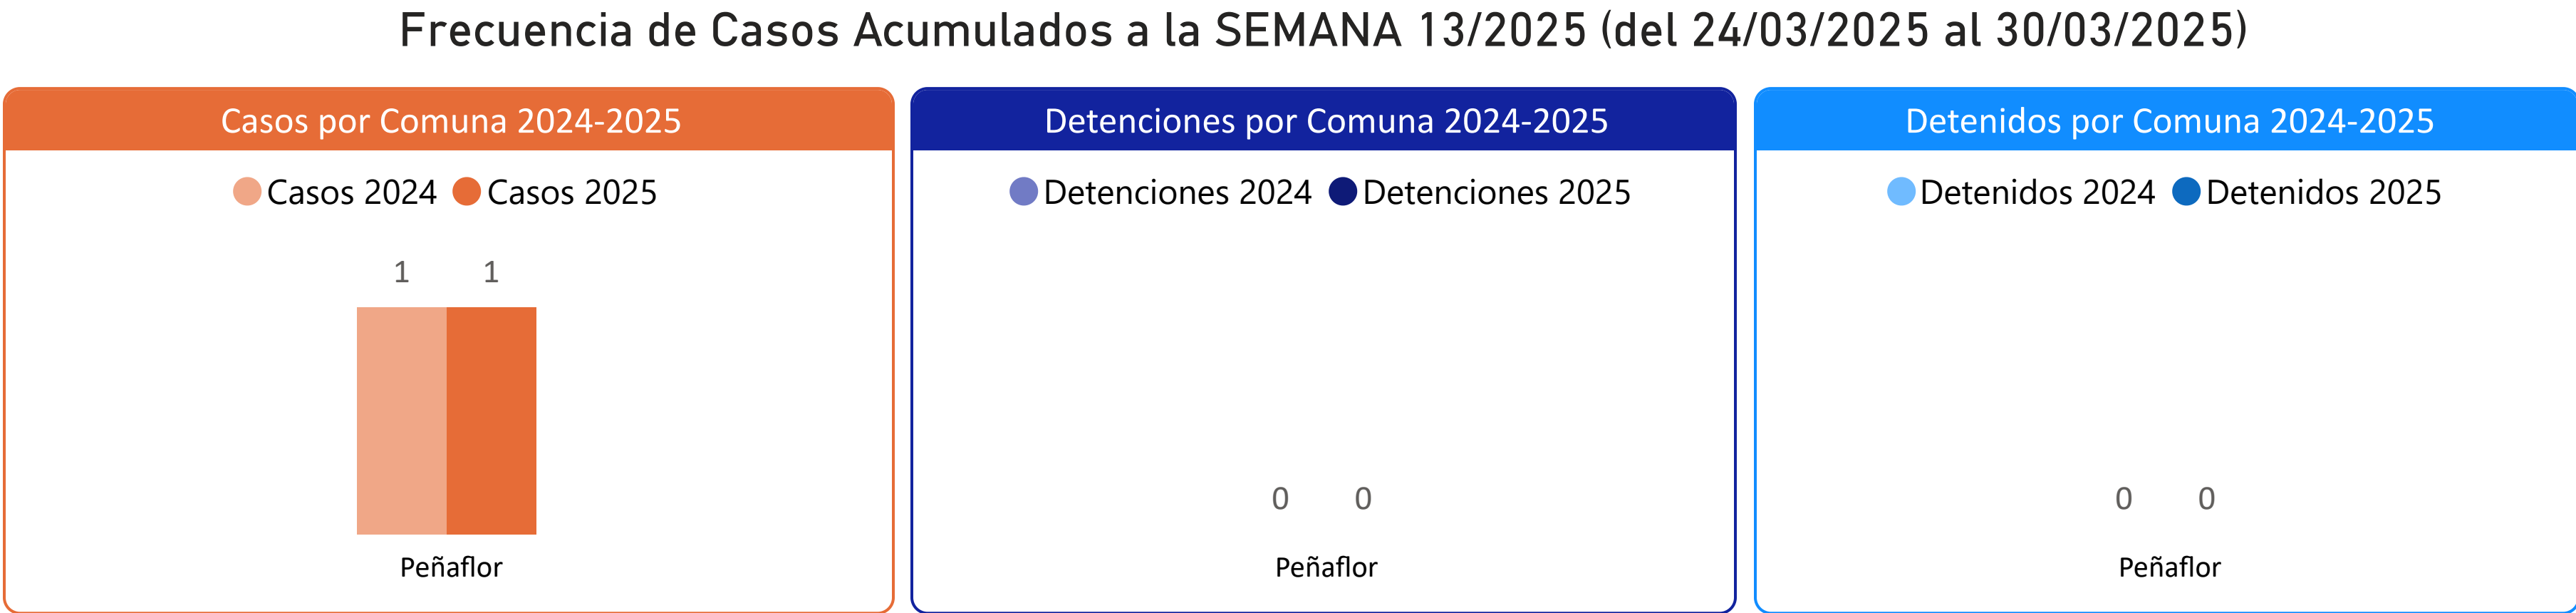 Frecuencia de Casos Acumulados a la SEMANA 13/2025 (del 24/03/2025 al 30/03/2025)
Casos por Comuna 2024-2025
Casos 2024 Casos 2025
1 1
Peñaflor
Detenciones por Comuna 2024-2025
Detenciones 2024 Detenciones 2025
0 0
Peñaflor
Detenidos por Comuna 2024-2025
Detenidos 2024 Detenidos 2025
0 0
Peñaflor